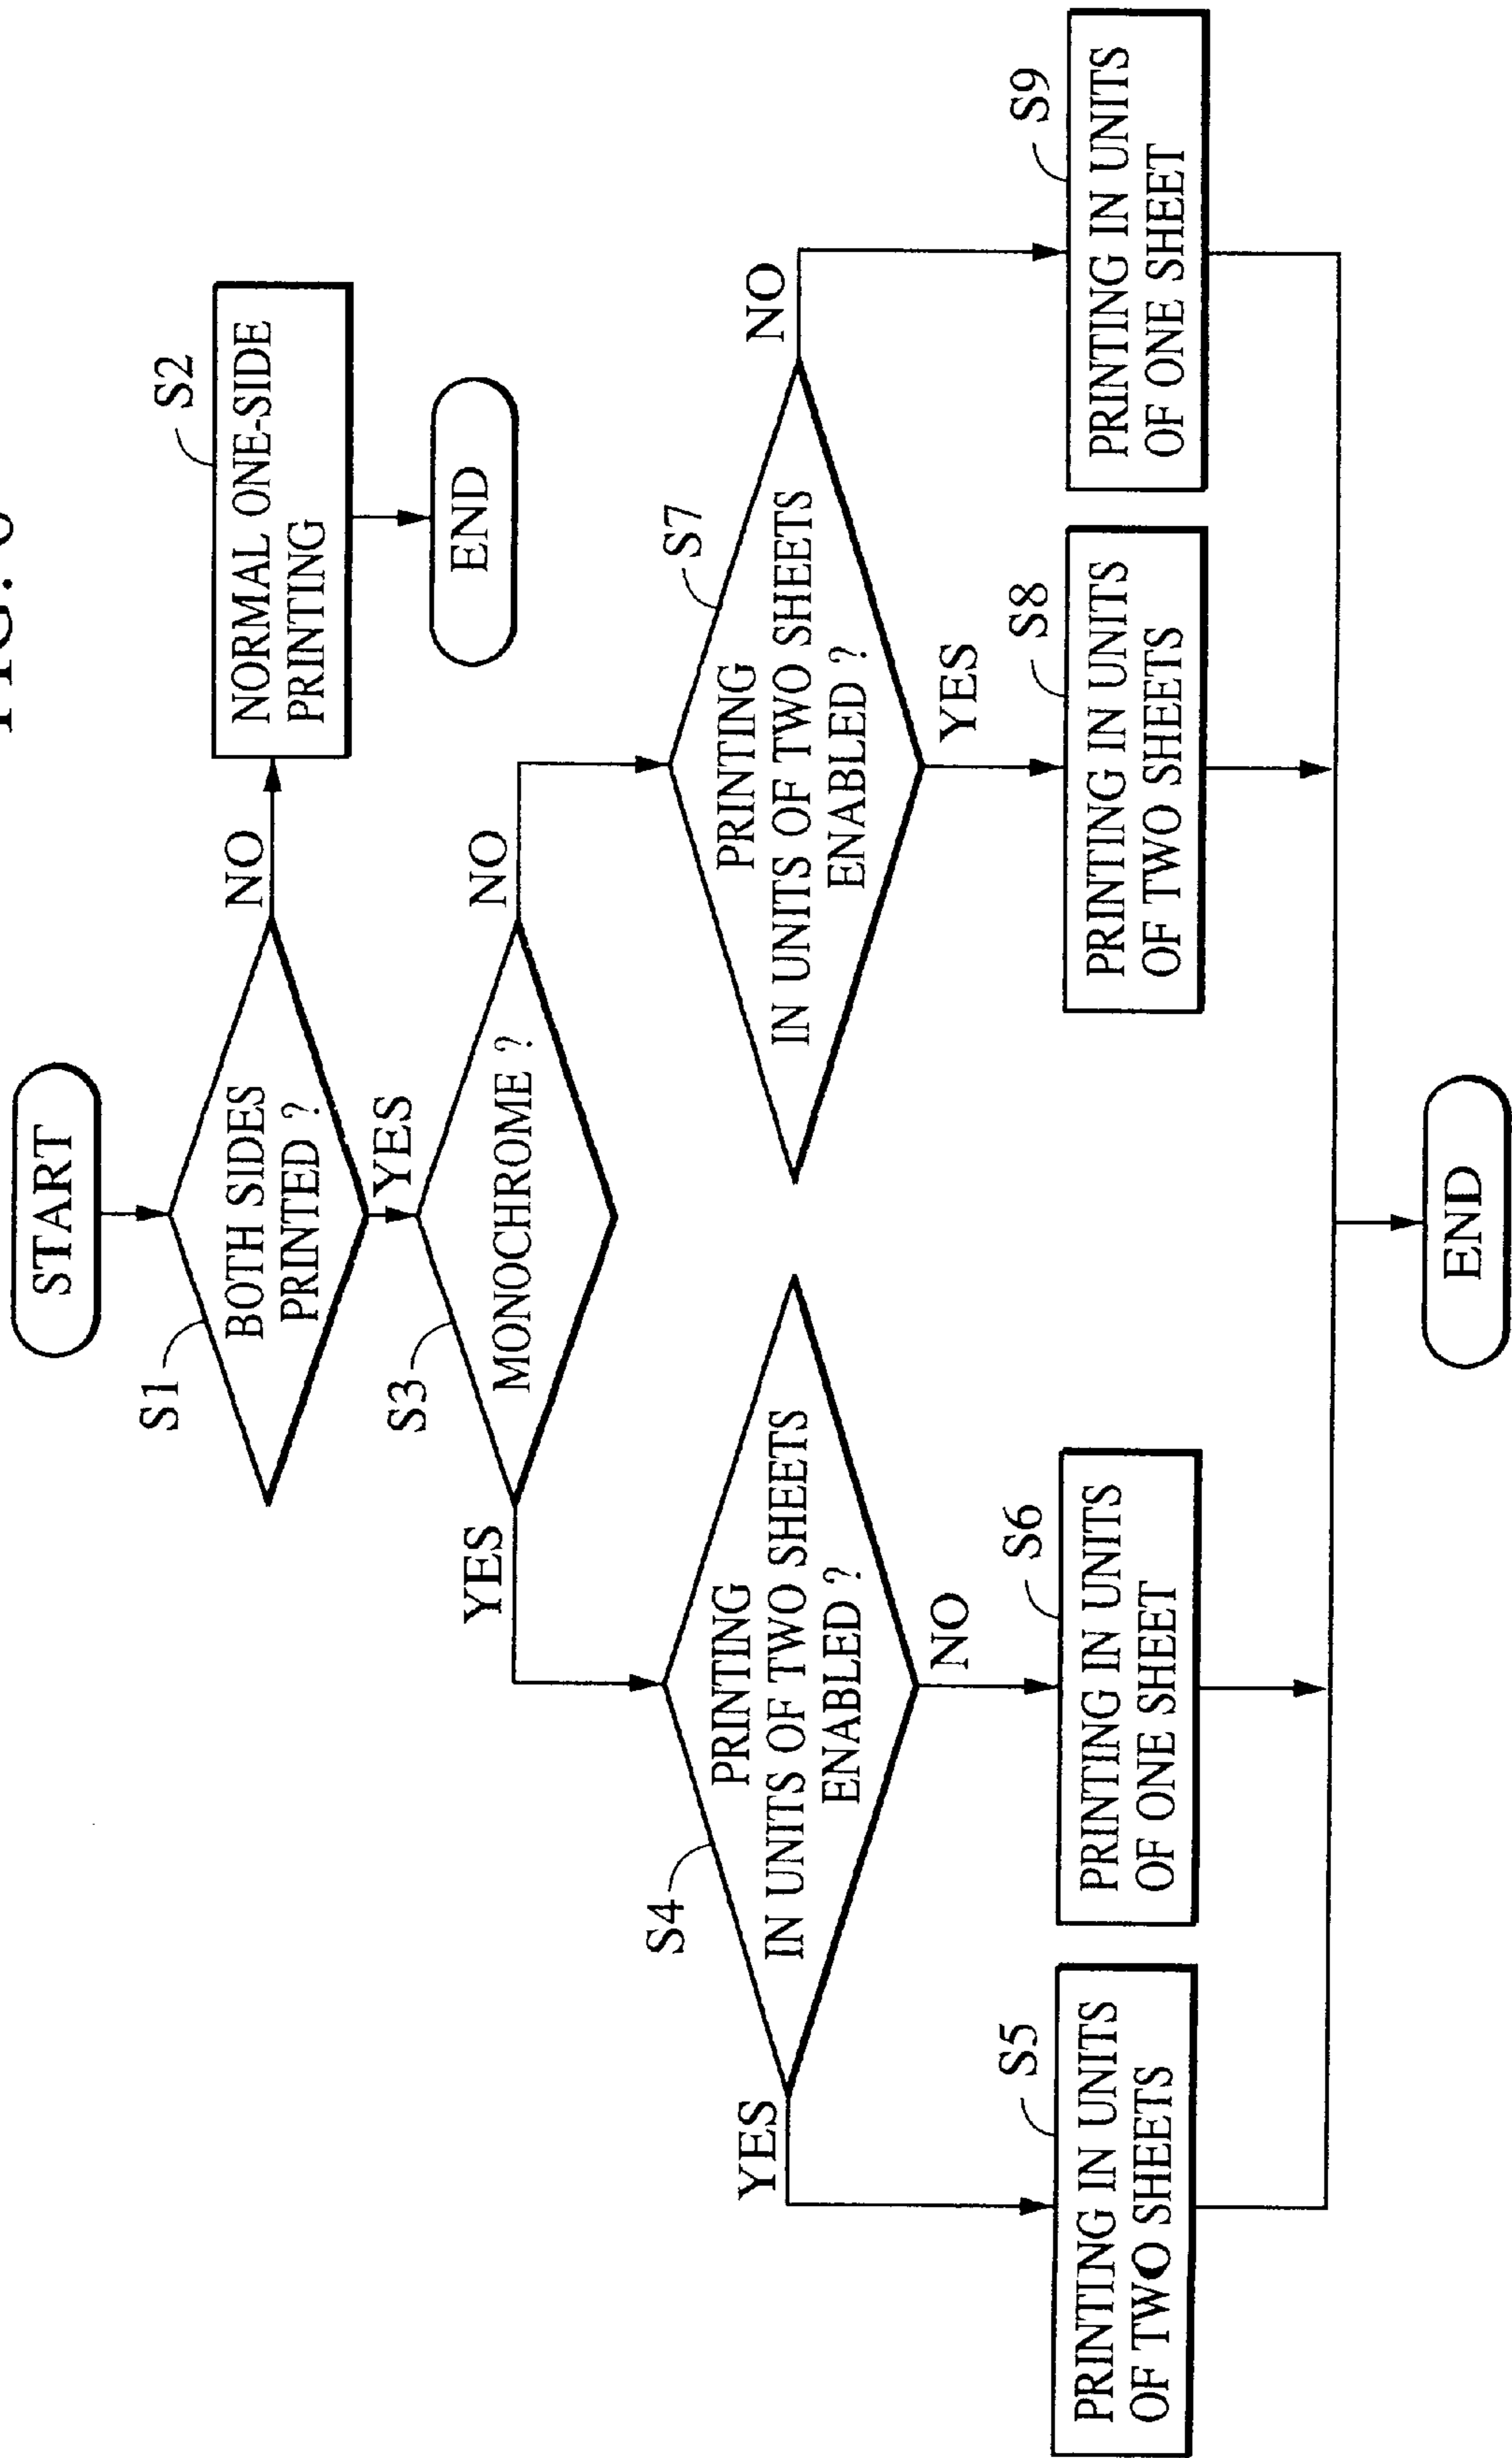 START
S1
BOTH SIDES
PRINTED ?
NO
S2
NORMAL ONE-SIDE
PRINTING
END
YES
S3
MONOCHROME ?
YES
NO
S4
PRINTING
IN UNITS OF TWO SHEETS
ENABLED ?
S7
PRINTING
IN UNITS OF TWO SHEETS
ENABLED ?
YES
NO
YES
NO
S5
PRINTING IN UNITS
OF TWO SHEETS
S6
PRINTING IN UNITS
OF ONE SHEET
S8
PRINTING IN UNITS
OF TWO SHEETS
S9
PRINTING IN UNITS
OF ONE SHEET
END